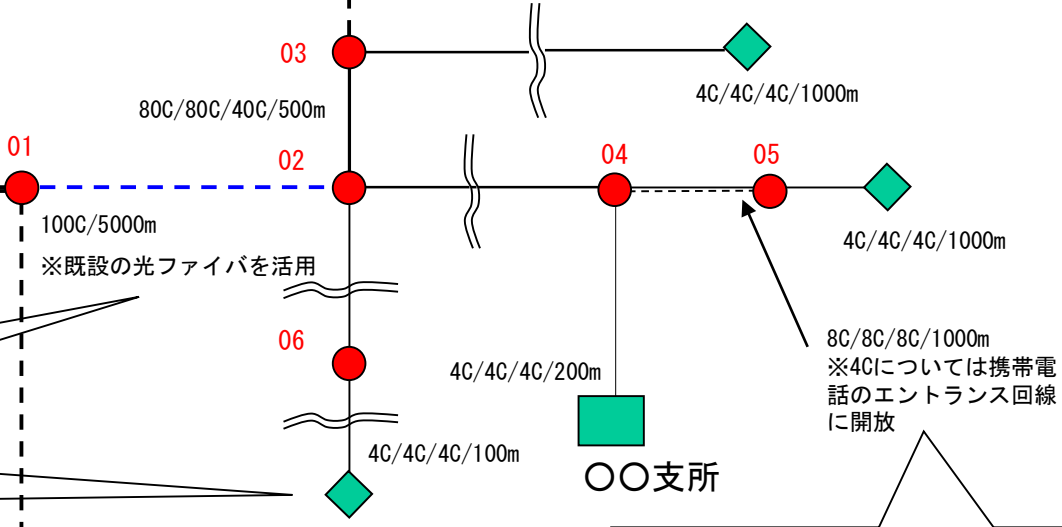 03
4C/4C/4C/1000m
80C/80C/40C/500m
01
02
04
05
100C/5000m
※既設の光ファイバを活用
4C/4C/4C/1000m
06
8C/8C/8C/1000m
※4Cについては携帯電
話のエントランス回線
に開放
4C/4C/4C/200m
4C/4C/4C/100m
〇〇支所